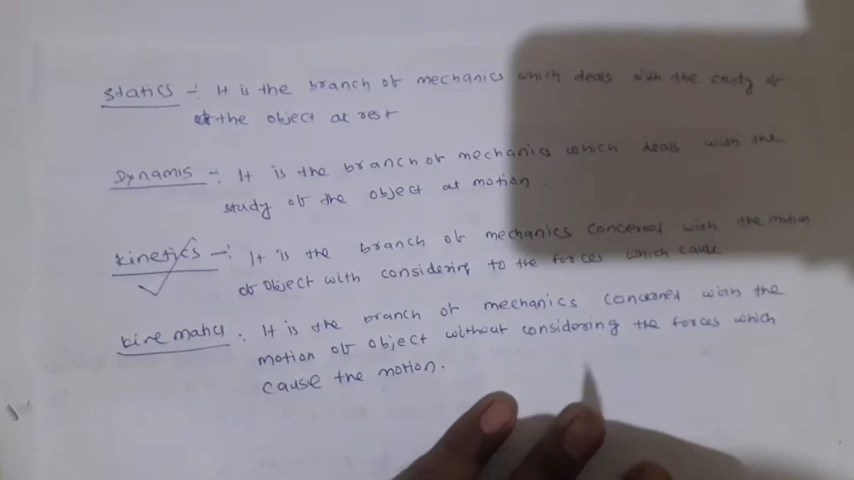 Statics -: It is the branch of mechanics which deals with the study of
of the object at rest
Dynamis -: It is the branch of mechanics which deals with the
study of the object at motion.
Kinetics -: It is the branch of mechanics concerned with the motion
of object with considering to the forces which cause
Kinematics : It is the branch of mechanics concerned with the
motion of object without considering the forces which
cause the motion.